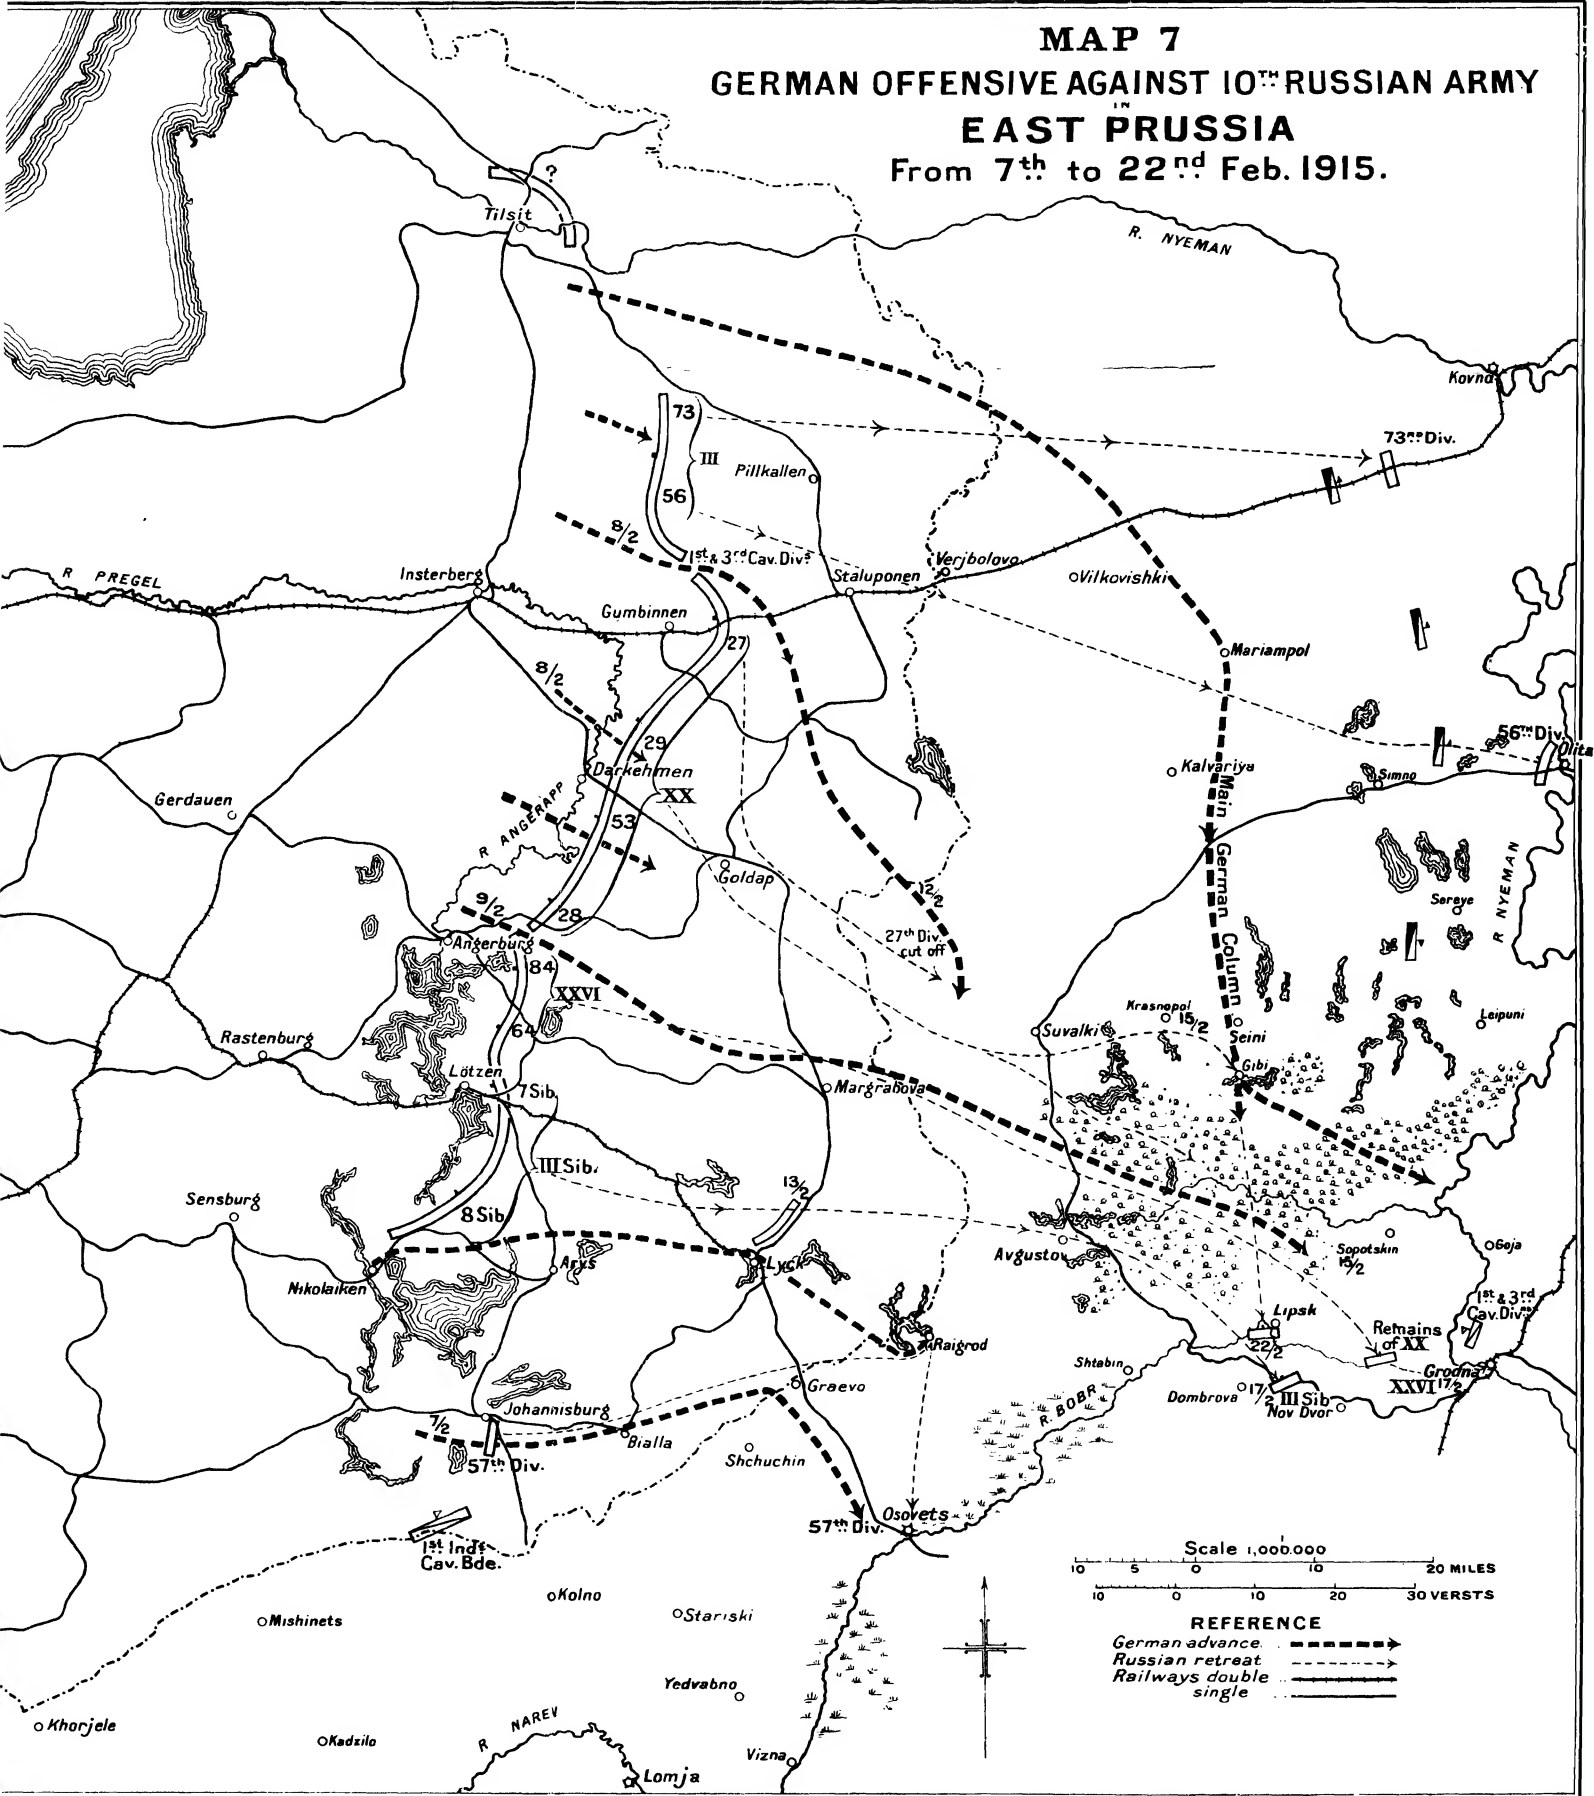 MAP 7
GERMAN OFFENSIVE AGAINST 10TH RUSSIAN ARMY
IN
EAST PRUSSIA
From 7th to 22nd Feb. 1915.
?
Tilsit
R. NYEMAN
Kovna
73
III
Pillkallen
56
73RD Div.
8/2
1st & 3rd Cav. Divs
Verjbolovo
Vilkovishki
Staluponen
R PREGEL
Insterberg
Gumbinnen
27
Mariampol
8/2
29
Darkehmen
XX
56TH Div.
Olita
Kalvariya
Simno
Gerdauen
R ANGERAPP
53
Goldap
Main German Column
12/2
Sereye
R NYEMAN
9/2
28
27th Div.
cut off
Angerburg
84
XXVI
64
Krasnopol
15/2
Suvalki
Seini
Leipuni
Rastenburg
Lötzen
7 Sib.
Margrabova
Gibi
III Sib.
13/2
Sensburg
8 Sib.
Avgustov
Sopotskin
15/2
Goja
Nikolaiken
Arys
Lyck
1st & 3rd
Cav. Divns
Lipsk
22/2
Remains
of XX
Raigrod
Shtabin
Grodna
XXVI 17/2
Graevo
Dombrova
17/2
III Sib
Nov Dvor
R. BOBR
7/2
Johannisburg
Bialla
57th Div.
Shchuchin
57th Div.
Osovets
1st Indt
Cav. Bde.
Scale 1,000.000
10 5 0 10 20 MILES
10 0 10 20 30 VERSTS
Kolno
Mishinets
Stariski
REFERENCE
German advance
Russian retreat
Railways double
single
Yedvabno
Khorjele
Kadzilo
R NAREV
Vizna
Lomja